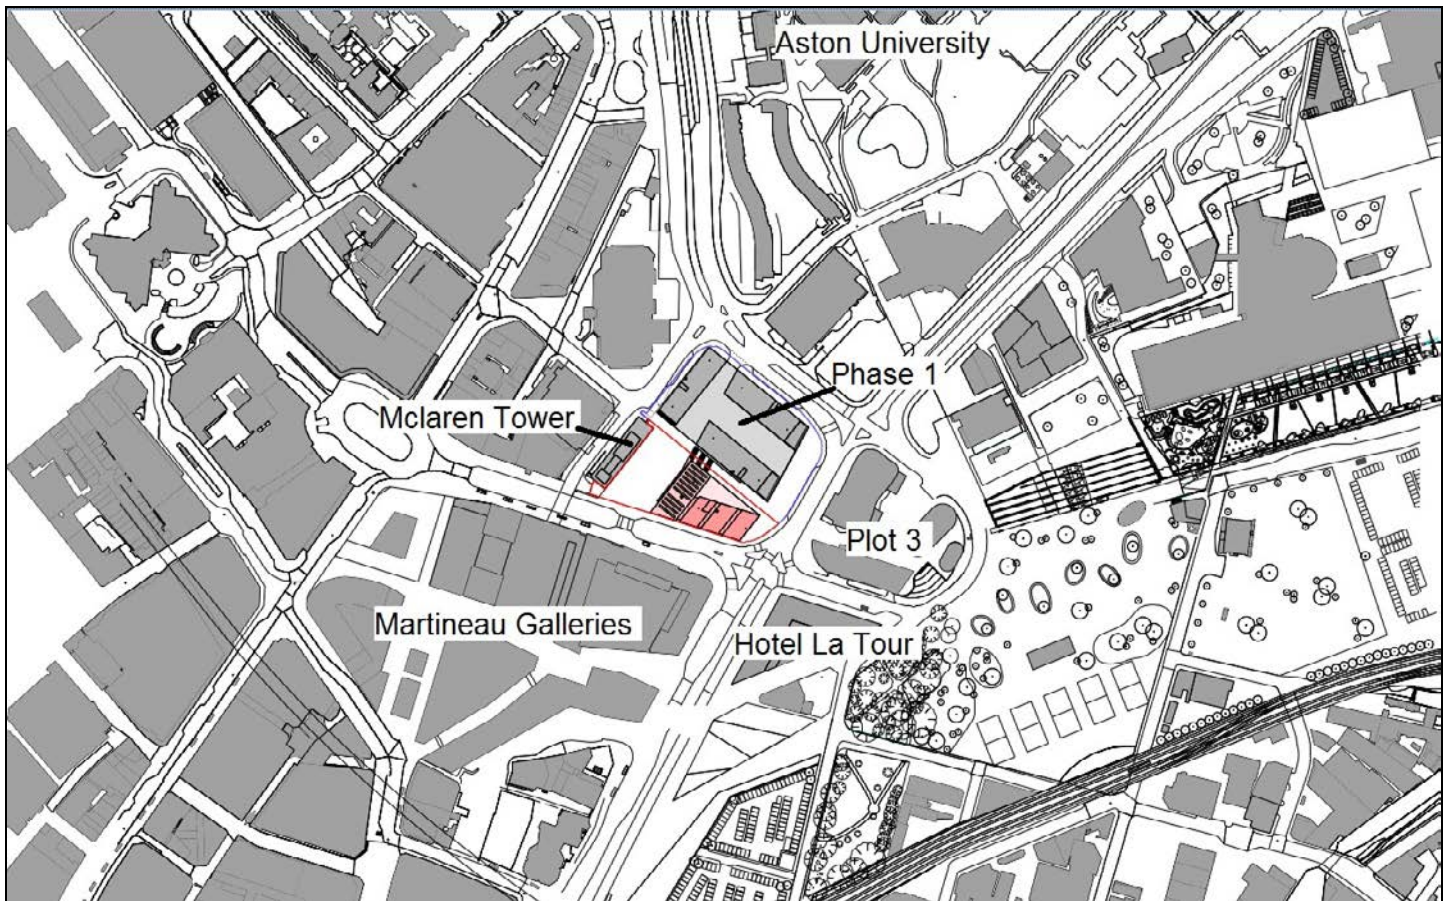 Aston University
Phase 1
Mclaren Tower
Plot 3
Martineau Galleries
Hotel La Tour